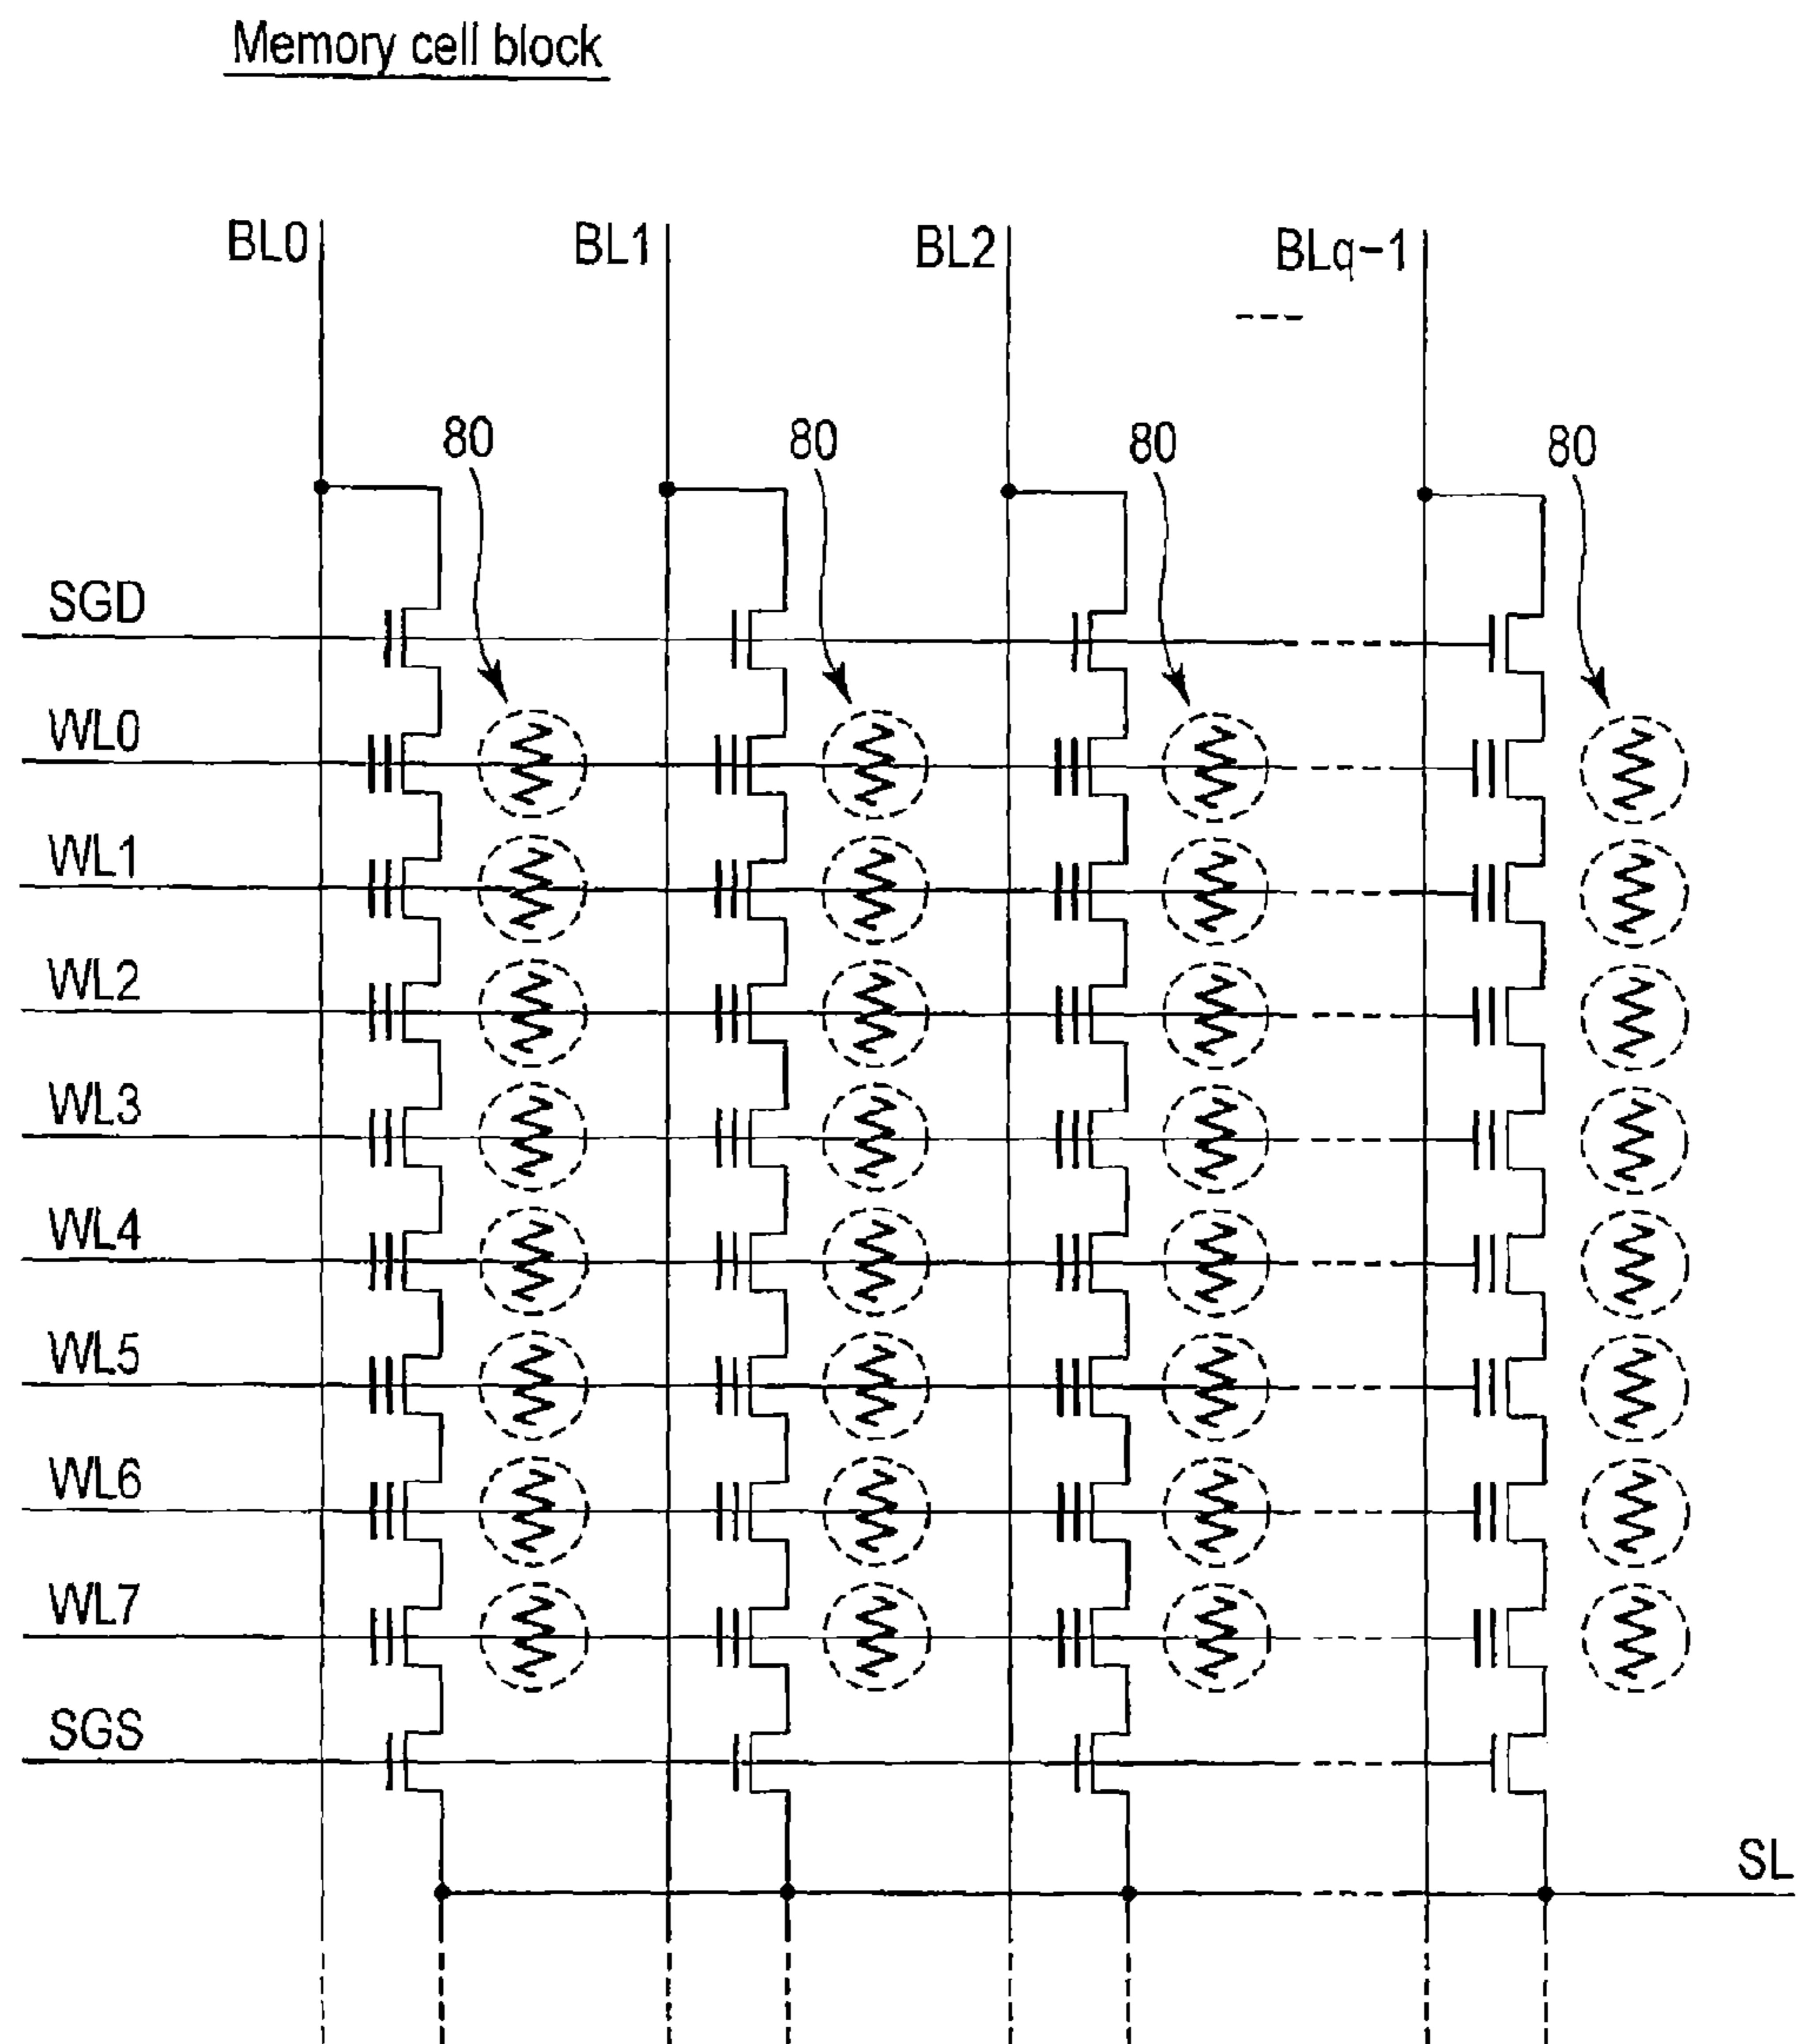 Memory cell block
BL0 BL1 BL2 BLq-1
80 80 80 80
SGD
WL0
WL1
WL2
WL3
WL4
WL5
WL6
WL7
SGS
SL